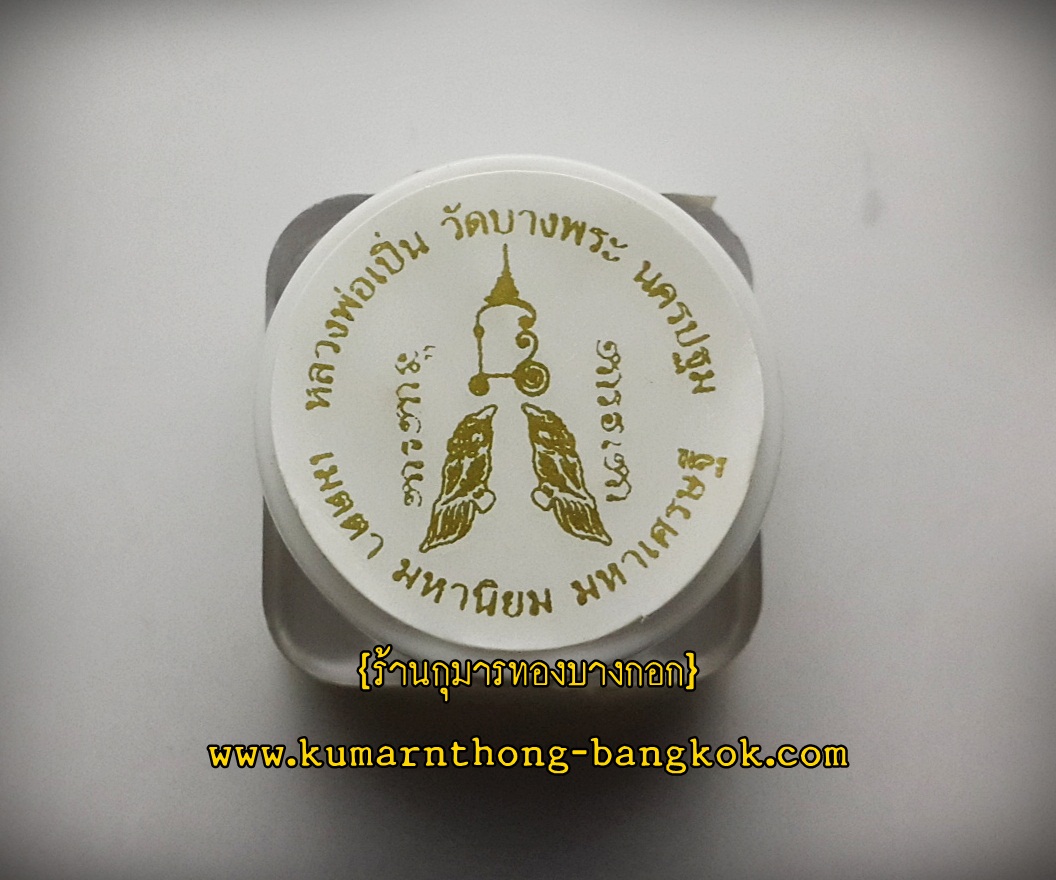 หลวงพ่อเปิ่น วัดบางพระ นครปฐม
เมตตา มหานิยม มหาเศรษฐี
{ร้านกุมารทองบางกอก}
www.kumarnthong-bangkok.com